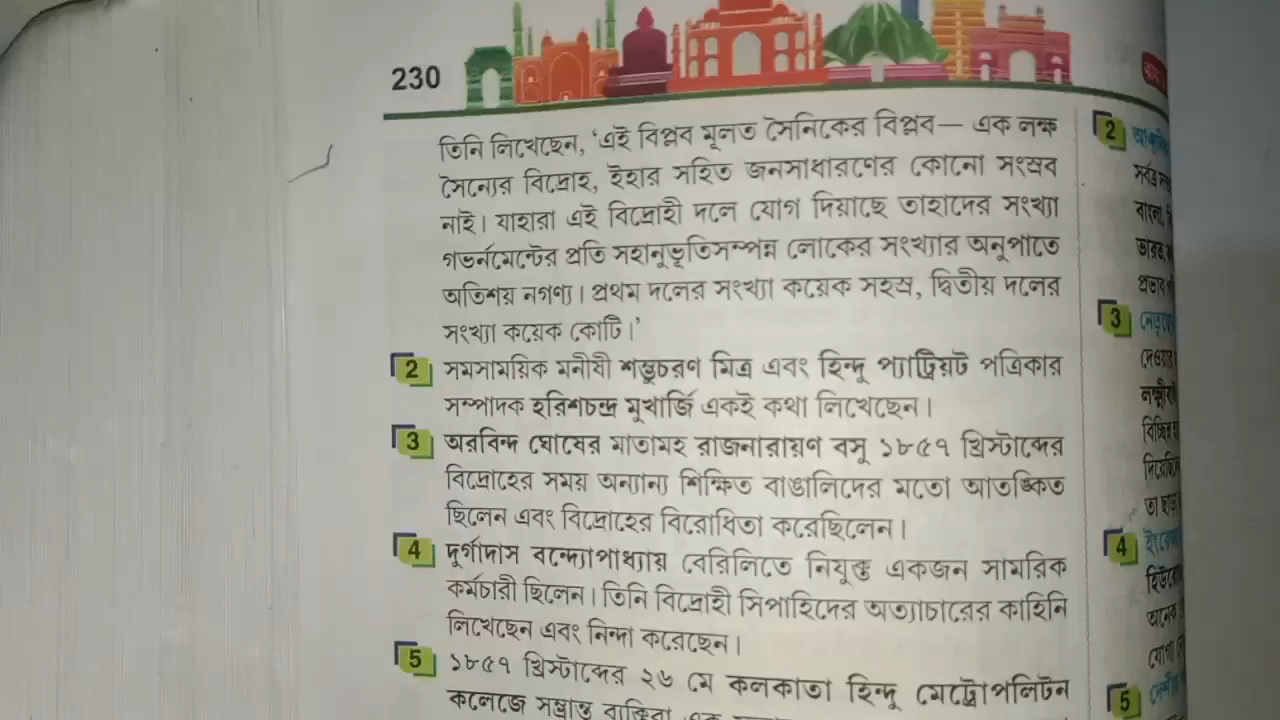 230
তিনি লিখেছেন, ‘এই বিপ্লব মূলত সৈনিকের বিপ্লব— এক লক্ষ
সৈন্যের বিদ্রোহ, ইহার সহিত জনসাধারণের কোনো সংস্রব
নাই। যাহারা এই বিদ্রোহী দলে যোগ দিয়াছে তাহাদের সংখ্যা
গভর্নমেন্টের প্রতি সহানুভূতিসম্পন্ন লোকের সংখ্যার অনুপাতে
অতিশয় নগণ্য। প্রথম দলের সংখ্যা কয়েক সহস্র, দ্বিতীয় দলের
সংখ্যা কয়েক কোটি।’
2 সমসাময়িক মনীষী শম্ভুচরণ মিত্র এবং হিন্দু প্যাট্রিয়ট পত্রিকার
সম্পাদক হরিশচন্দ্র মুখার্জি একই কথা লিখেছেন।
3 অরবিন্দ ঘোষের মাতামহ রাজনারায়ণ বসু ১৮৫৭ খ্রিস্টাব্দের
বিদ্রোহের সময় অন্যান্য শিক্ষিত বাঙালিদের মতো আতঙ্কিত
ছিলেন এবং বিদ্রোহের বিরোধিতা করেছিলেন।
4 দুর্গাদাস বন্দ্যোপাধ্যায় বেরিলিতে নিযুক্ত একজন সামরিক
কর্মচারী ছিলেন। তিনি বিদ্রোহী সিপাহিদের অত্যাচারের কাহিনি
লিখেছেন এবং নিন্দা করেছেন।
5 ১৮৫৭ খ্রিস্টাব্দের ২৬ মে কলকাতা হিন্দু মেট্রোপলিটন
কলেজে সম্ভ্রান্ত ব্যক্তিরা এক
2
3
4
অনেক
5